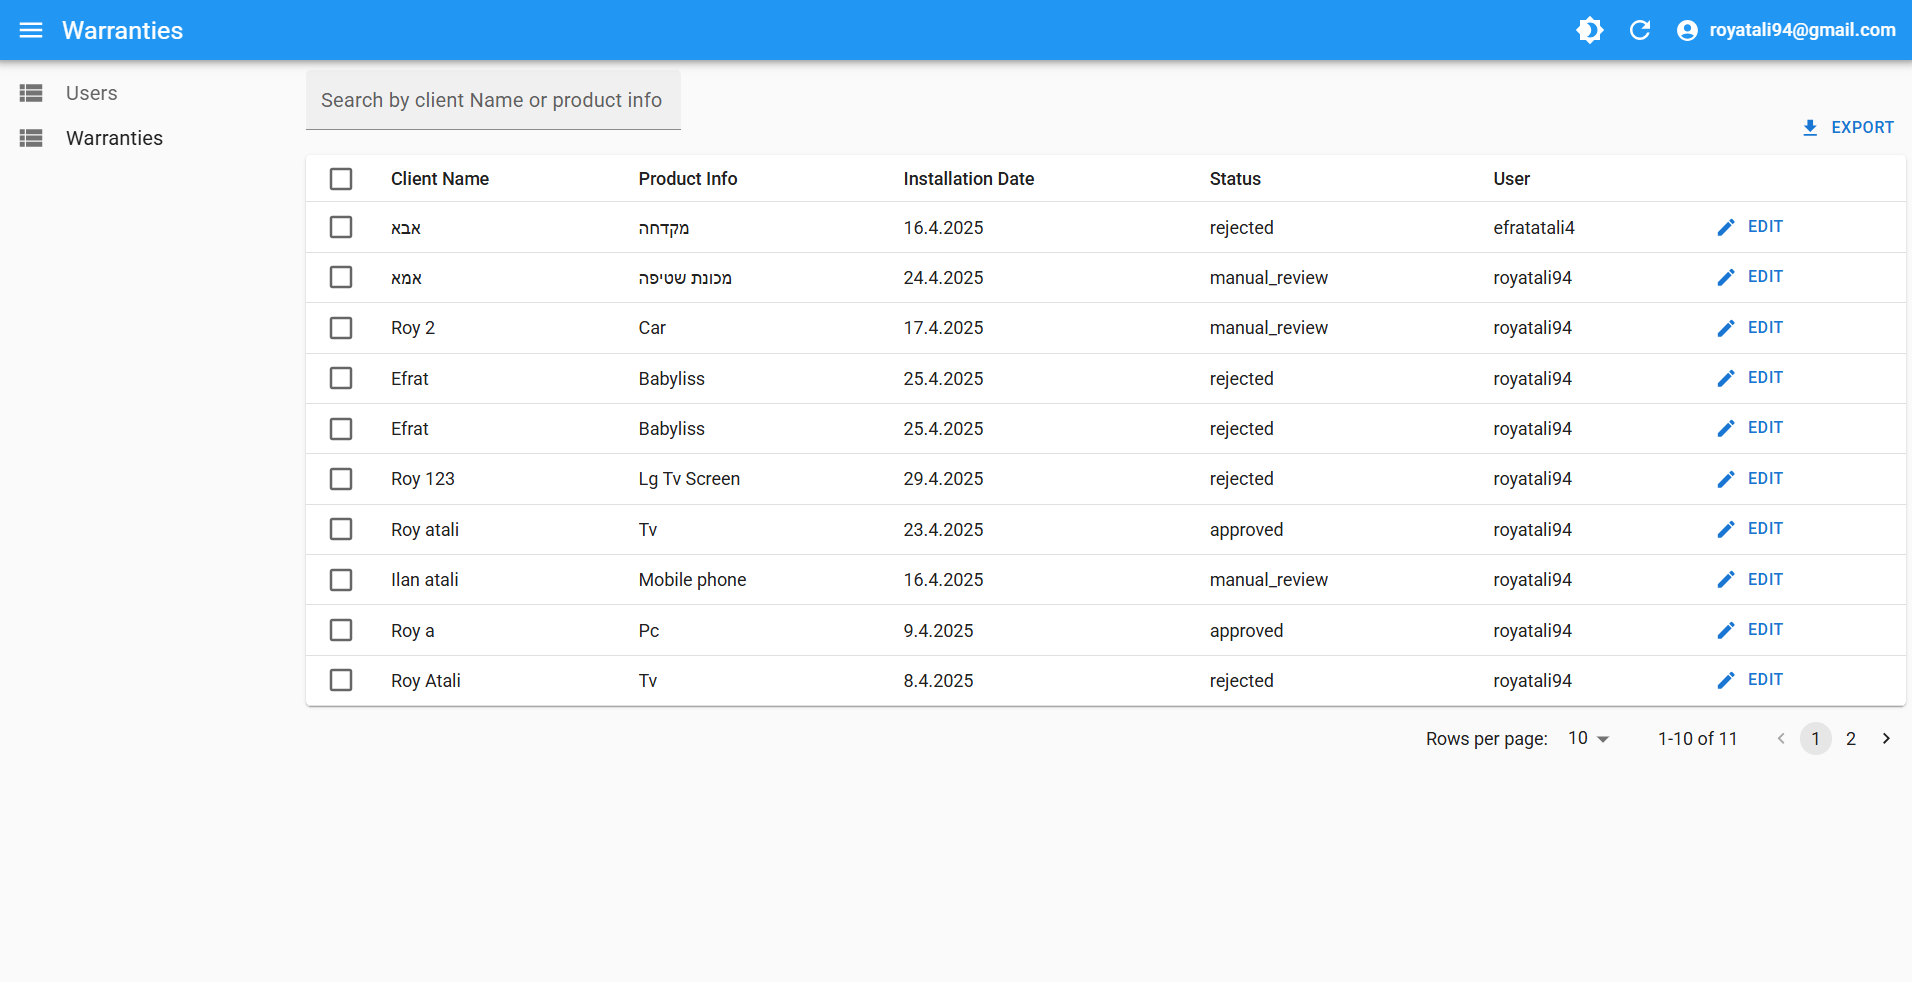 Warranties
royatali94@gmail.com
Users
Warranties
Search by client Name or product info
EXPORT
Client Name Product Info Installation Date Status User
אבא מקדחה 16.4.2025 rejected efratatali4 EDIT
אמא מכונת שטיפה 24.4.2025 manual_review royatali94 EDIT
Roy 2 Car 17.4.2025 manual_review royatali94 EDIT
Efrat Babyliss 25.4.2025 rejected royatali94 EDIT
Efrat Babyliss 25.4.2025 rejected royatali94 EDIT
Roy 123 Lg Tv Screen 29.4.2025 rejected royatali94 EDIT
Roy atali Tv 23.4.2025 approved royatali94 EDIT
Ilan atali Mobile phone 16.4.2025 manual_review royatali94 EDIT
Roy a Pc 9.4.2025 approved royatali94 EDIT
Roy Atali Tv 8.4.2025 rejected royatali94 EDIT
Rows per page: 10 1-10 of 11 1 2